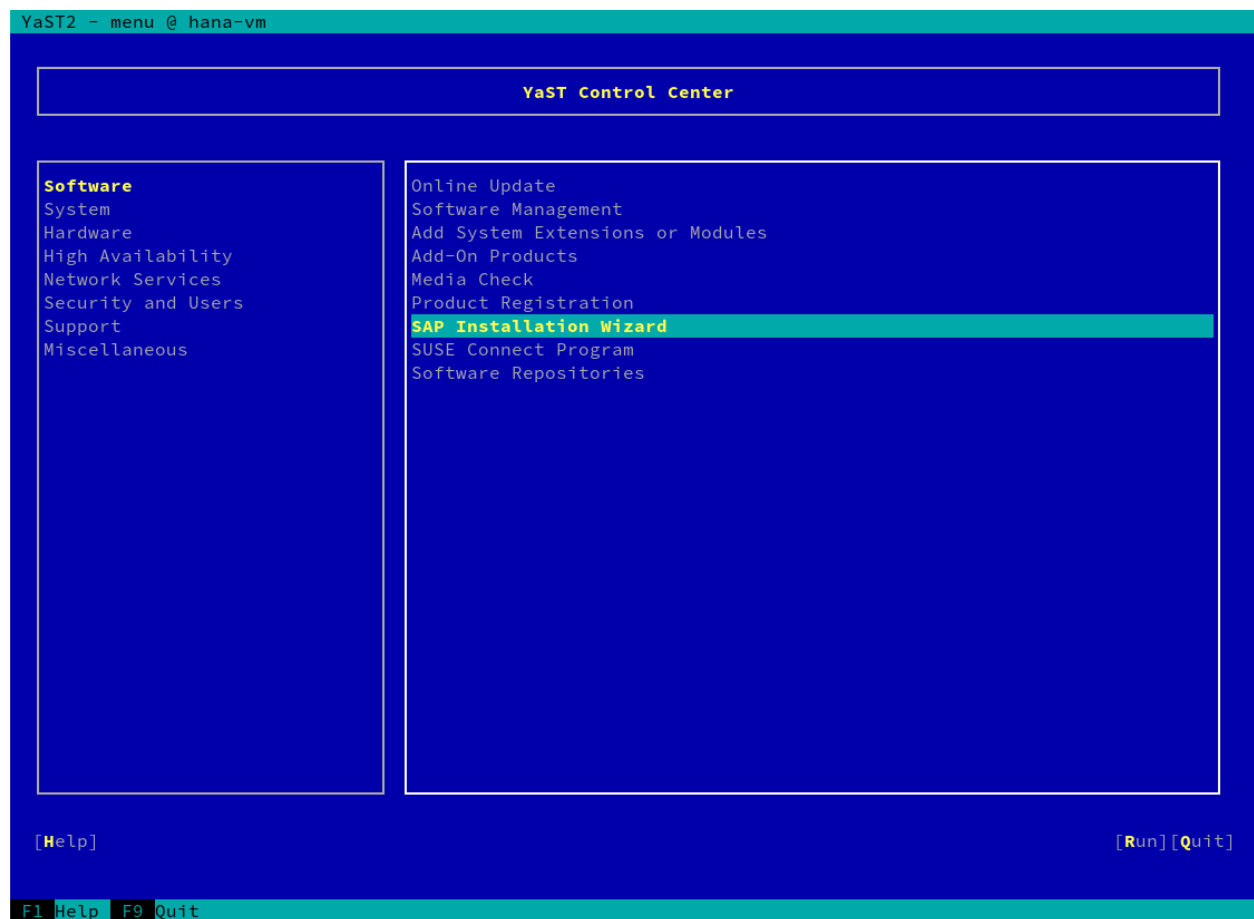 YaST2 - menu @ hana-vm
YaST Control Center
Software
System
Hardware
High Availability
Network Services
Security and Users
Support
Miscellaneous
Online Update
Software Management
Add System Extensions or Modules
Add-On Products
Media Check
Product Registration
SAP Installation Wizard
SUSE Connect Program
Software Repositories
[Help]
[Run][Quit]
F1 Help F9 Quit